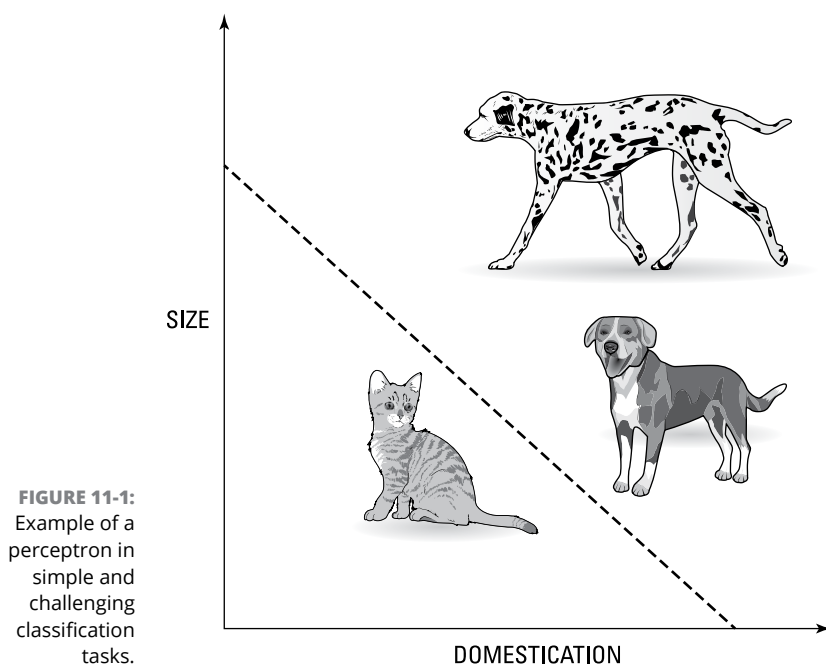 SIZE
FIGURE 11-1:
Example of a
perceptron in
simple and
challenging
classification
tasks.
DOMESTICATION